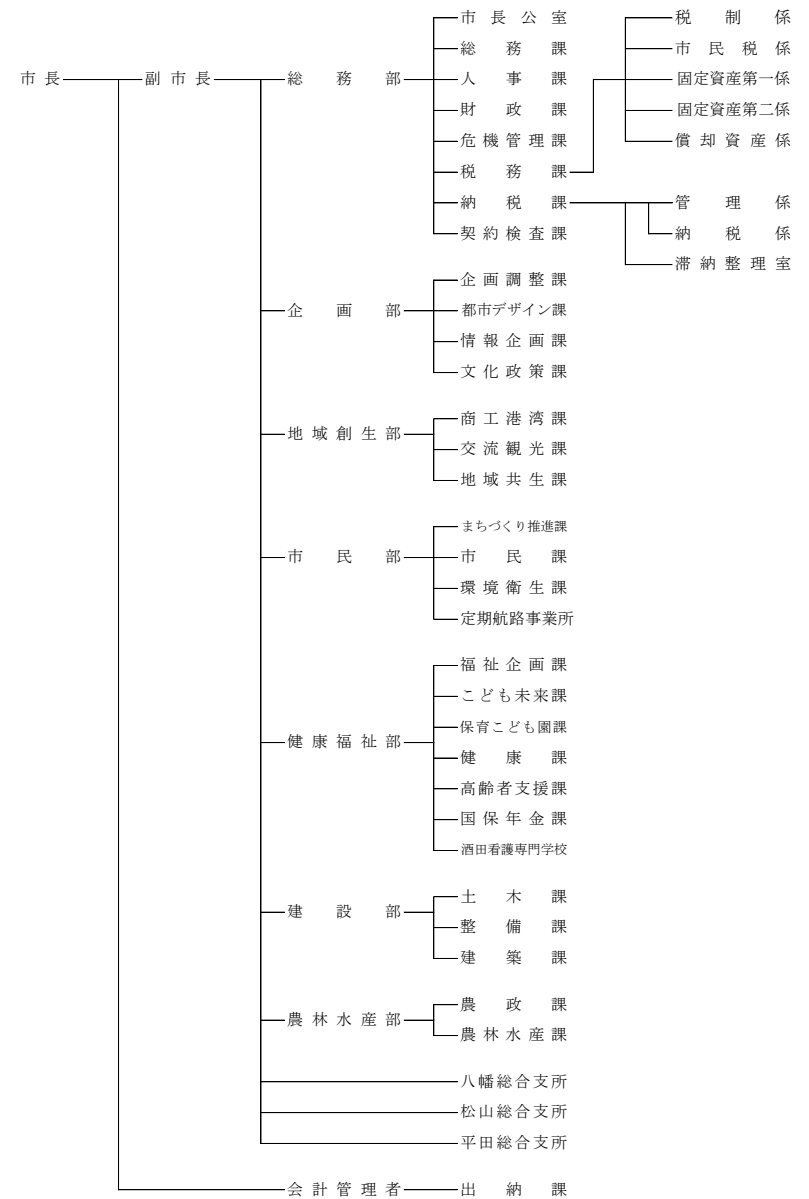 市長公室 税制係
総務課 市民税係
市長 副市長 総務部 人事課 固定資産第一係
財政課 固定資産第二係
危機管理課 償却資産係
税務課
納税課 管理係
契約検査課 納税係
滞納整理室
企画調整課
企画部 都市デザイン課
情報企画課
文化政策課
商工港湾課
地域創生部
交流観光課
地域共生課
まちづくり推進課
市民部 市民課
環境衛生課
定期航路事業所
福祉企画課
こども未来課
保育こども園課
健康福祉部
健康課
高齢者支援課
国保年金課
酒田看護専門学校
土木課
建設部
整備課
建築課
農政課
農林水産部
農林水産課
八幡総合支所
松山総合支所
平田総合支所
会計管理者 出納課